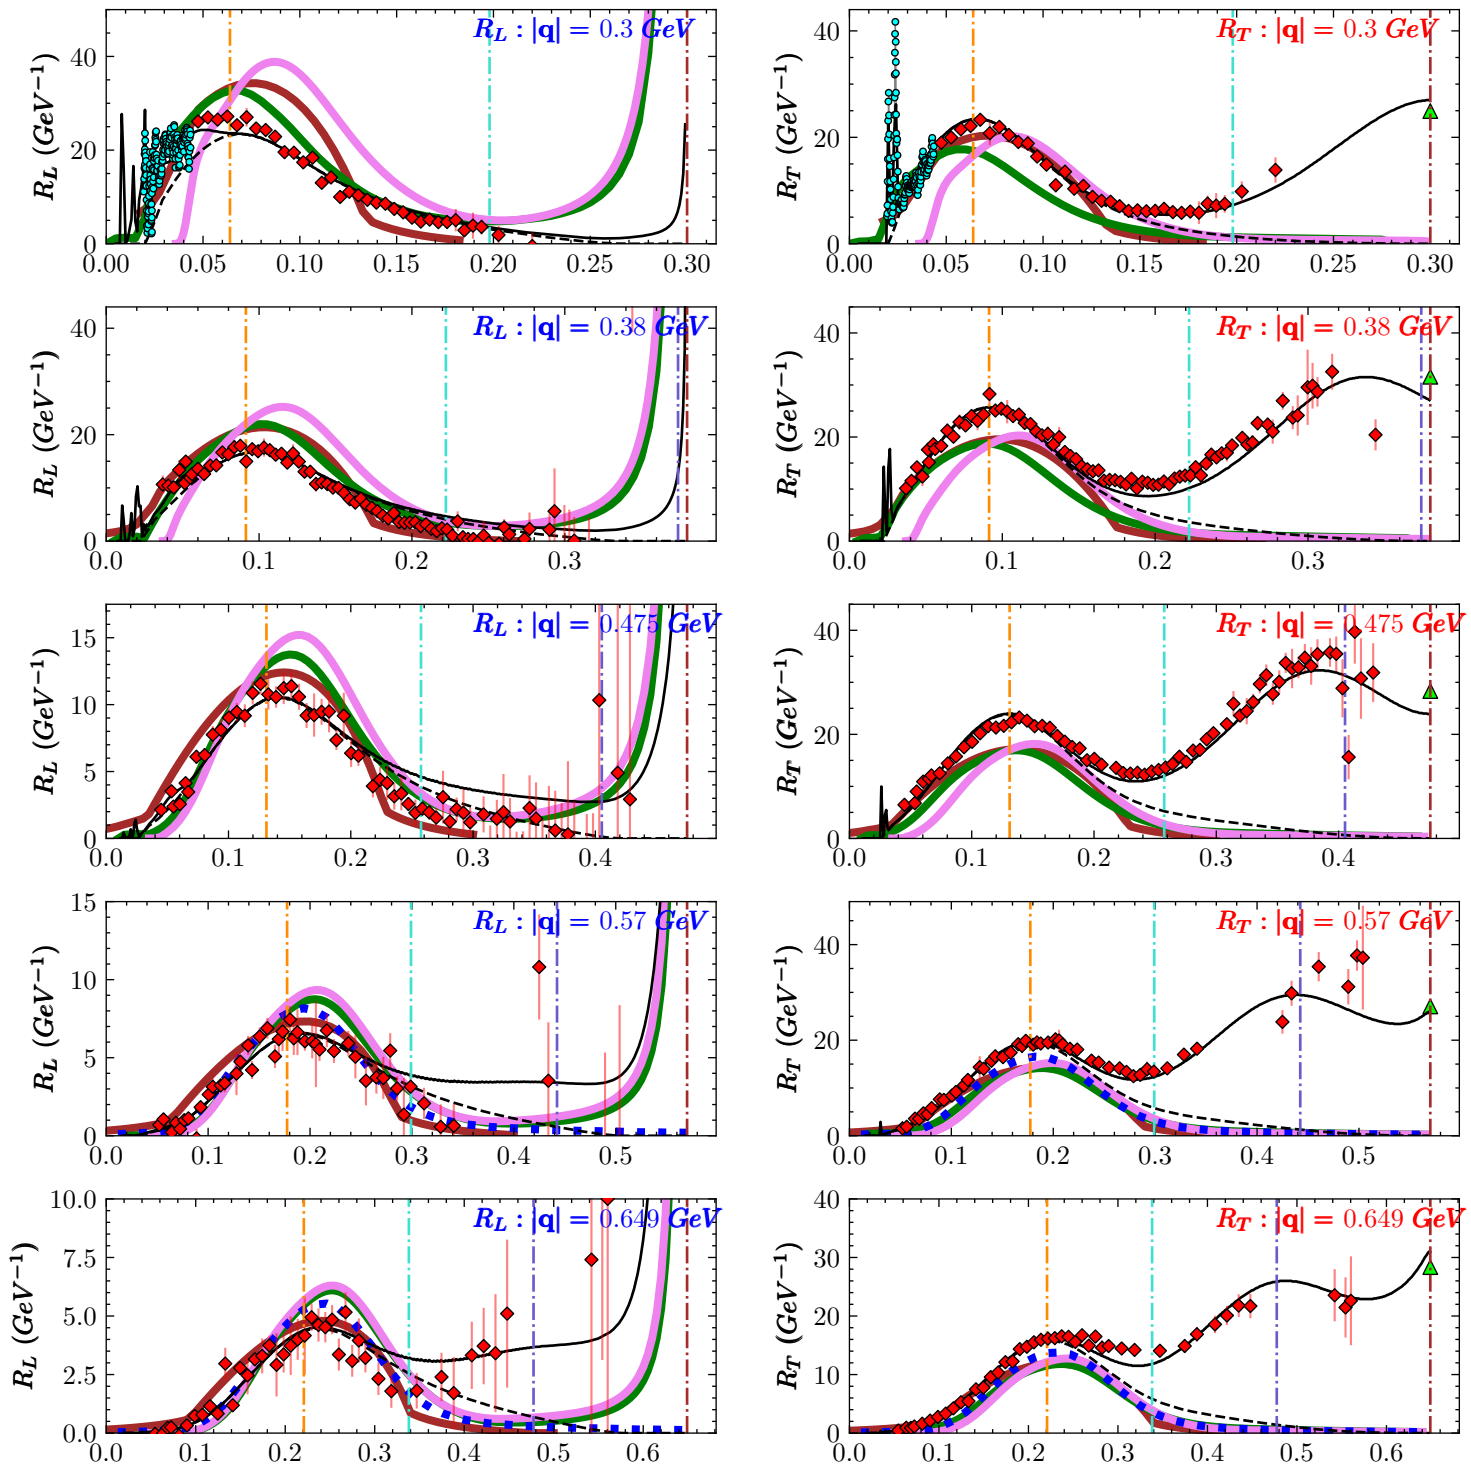 R_L : |q| = 0.3 GeV
R_T : |q| = 0.3 GeV
R_L (GeV⁻¹)
40
20
0
0.00 0.05 0.10 0.15 0.20 0.25 0.30
R_T (GeV⁻¹)
40
20
0
0.00 0.05 0.10 0.15 0.20 0.25 0.30
R_L : |q| = 0.38 GeV
R_T : |q| = 0.38 GeV
R_L (GeV⁻¹)
40
20
0
0.0 0.1 0.2 0.3
R_T (GeV⁻¹)
40
20
0
0.0 0.1 0.2 0.3
R_L : |q| = 0.475 GeV
R_T : |q| = 0.475 GeV
R_L (GeV⁻¹)
15
10
5
0
0.0 0.1 0.2 0.3 0.4
R_T (GeV⁻¹)
40
20
0
0.0 0.1 0.2 0.3 0.4
R_L : |q| = 0.57 GeV
R_T : |q| = 0.57 GeV
R_L (GeV⁻¹)
15
10
5
0
0.0 0.1 0.2 0.3 0.4 0.5
R_T (GeV⁻¹)
40
20
0
0.0 0.1 0.2 0.3 0.4 0.5
R_L : |q| = 0.649 GeV
R_T : |q| = 0.649 GeV
R_L (GeV⁻¹)
10.0
7.5
5.0
2.5
0.0
0.0 0.1 0.2 0.3 0.4 0.5 0.6
R_T (GeV⁻¹)
40
30
20
10
0
0.0 0.1 0.2 0.3 0.4 0.5 0.6